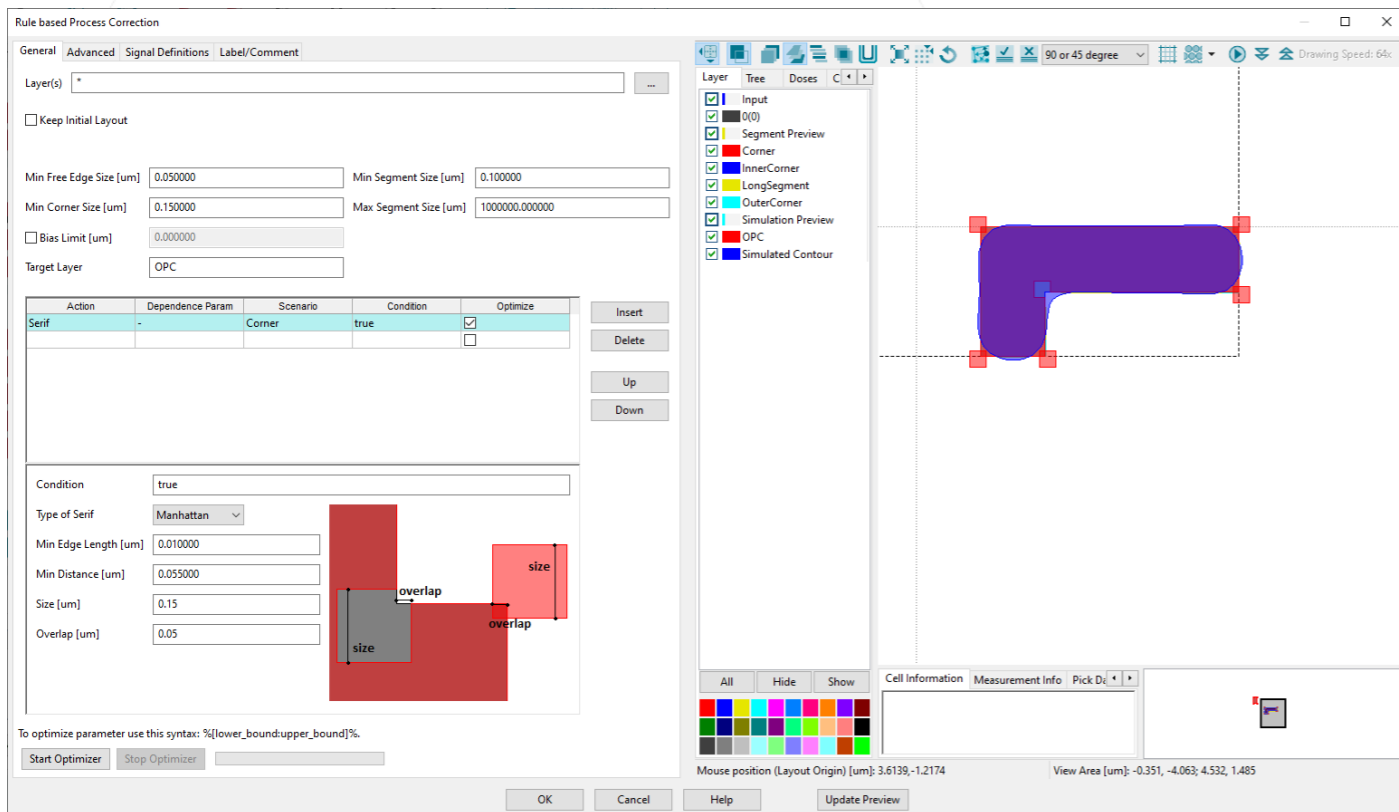 Rule based Process Correction
General Advanced Signal Definitions Label/Comment
Layer(s) * ...
Keep Initial Layout
Min Free Edge Size [um] 0.050000 Min Segment Size [um] 0.100000
Min Corner Size [um] 0.150000 Max Segment Size [um] 1000000.000000
Bias Limit [um] 0.000000
Target Layer OPC
Action Dependence Param Scenario Condition Optimize
Serif - Corner true
Insert
Delete
Up
Down
Condition true
Type of Serif Manhattan
Min Edge Length [um] 0.010000
Min Distance [um] 0.055000
Size [um] 0.15
Overlap [um] 0.05
overlap
size
size
overlap
To optimize parameter use this syntax: %[lower_bound:upper_bound]%.
Start Optimizer Stop Optimizer
90 or 45 degree Drawing Speed: 64x
Layer Tree Doses C
Input
0(0)
Segment Preview
Corner
InnerCorner
LongSegment
OuterCorner
Simulation Preview
OPC
Simulated Contour
All Hide Show
Cell Information Measurement Info Pick Da
Mouse position (Layout Origin) [um]: 3.6139,-1.2174 View Area [um]: -0.351, -4.063; 4.532, 1.485
OK Cancel Help Update Preview